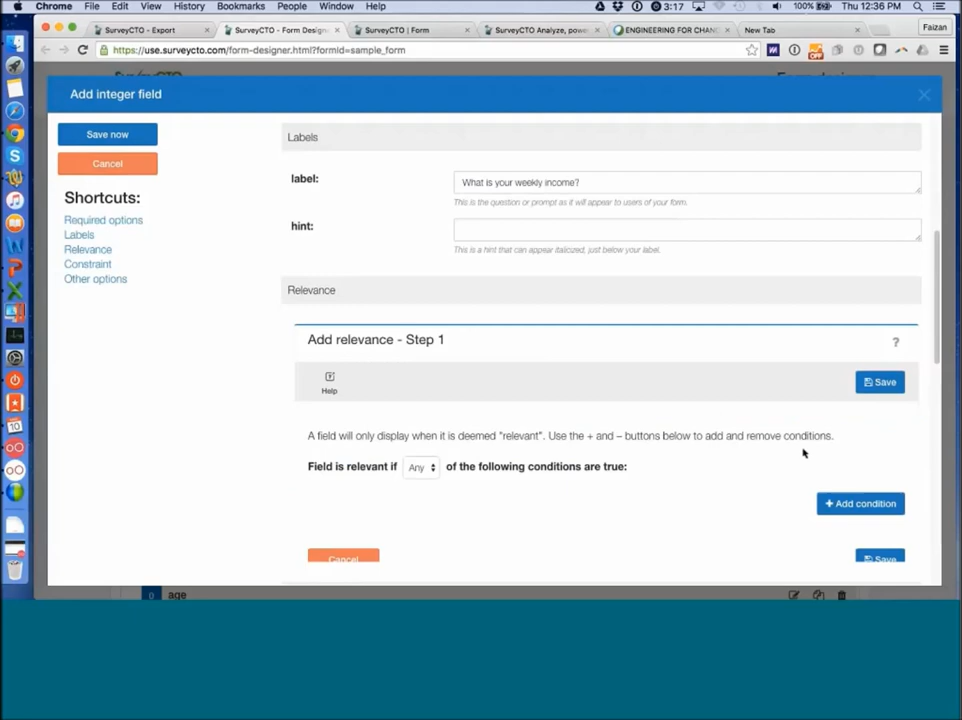 Chrome File Edit View History Bookmarks People Window Help 3:17 100% Thu 12:36 PM
SurveyCTO - Export SurveyCTO - Form Design SurveyCTO | Form SurveyCTO Analyze, powe ENGINEERING FOR CHAN New Tab Faizan
https://use.surveycto.com/form-designer.html?formId=sample_form
Add integer field
Save now
Cancel
Shortcuts:
Required options
Labels
Relevance
Constraint
Other options
Labels
label: What is your weekly income?
This is the question or prompt as it will appear to users of your form.
hint:
This is a hint that can appear italicized, just below your label.
Relevance
Add relevance - Step 1 ?
Help Save
A field will only display when it is deemed "relevant". Use the + and – buttons below to add and remove conditions.
Field is relevant if Any of the following conditions are true:
+ Add condition
Cancel Save
0 age